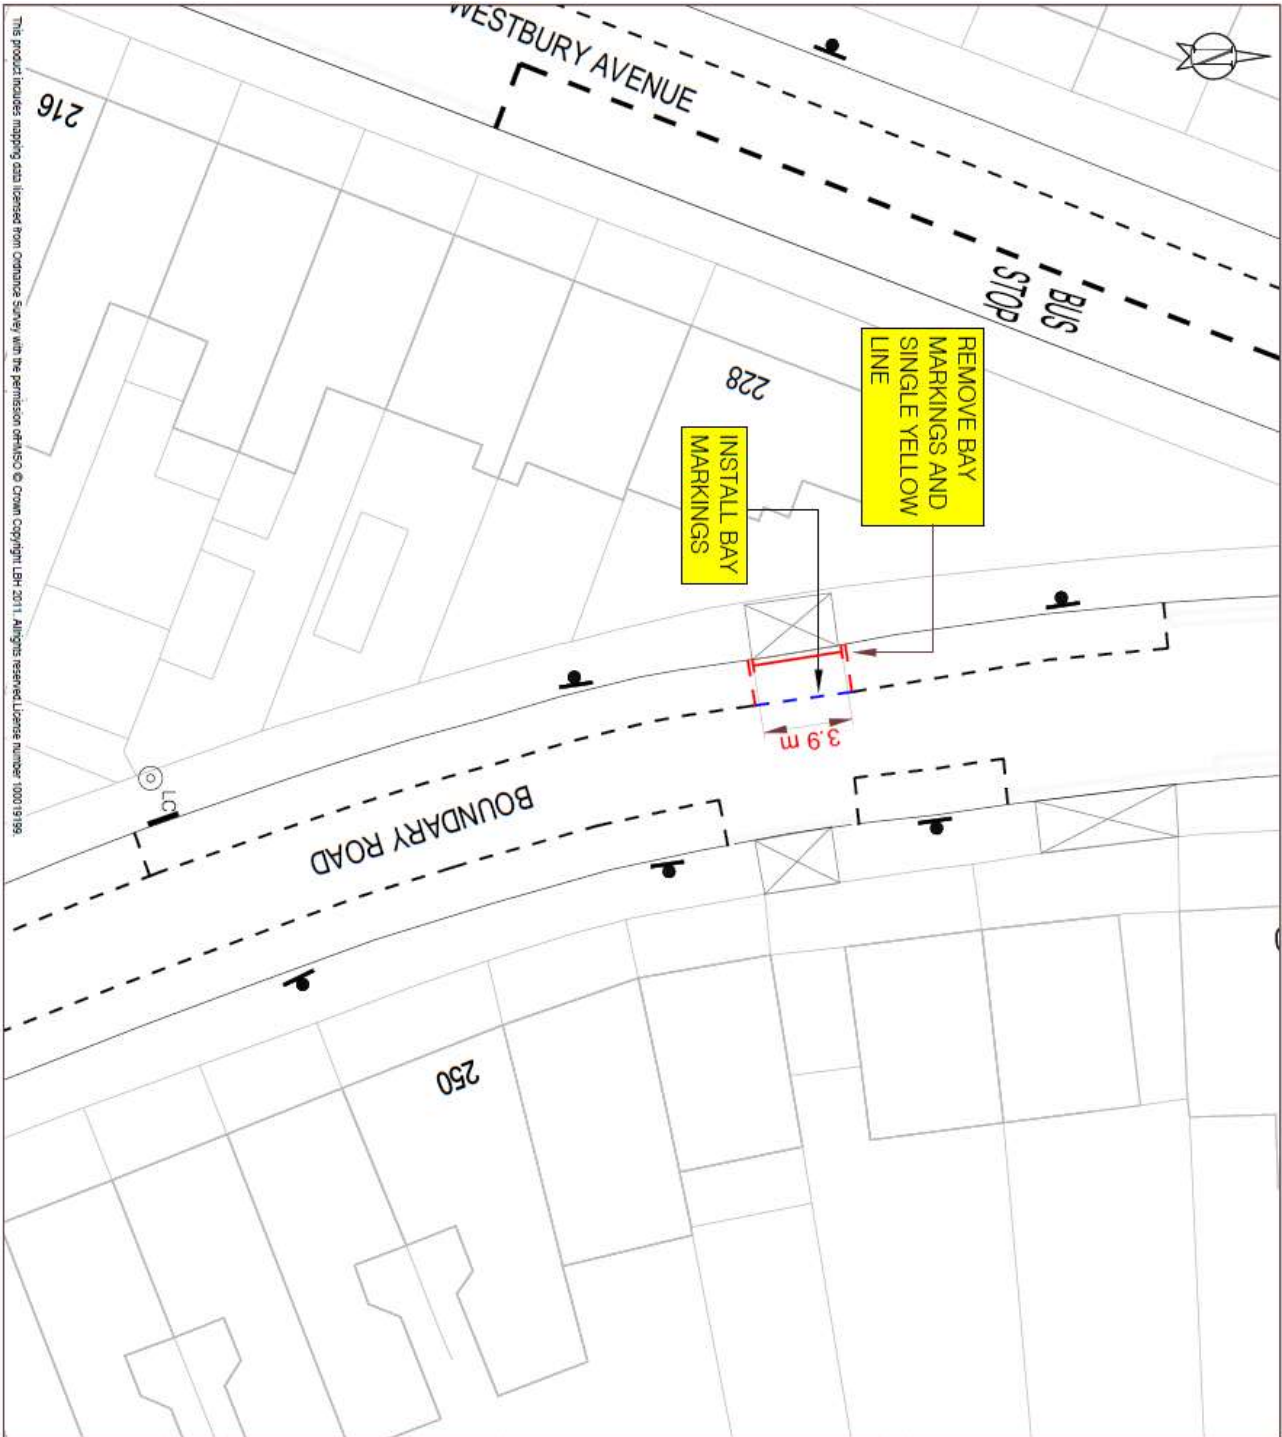 N
WESTBURY AVENUE
BUS
STOP
216
228
REMOVE BAY
MARKINGS AND
SINGLE YELLOW
LINE
INSTALL BAY
MARKINGS
3.9 m
BOUNDARY ROAD
LC
250
This product includes mapping data licensed from Ordnance Survey with the permission of HMSO © Crown Copyright LBH 2011. All rights reserved. License number 100019199.